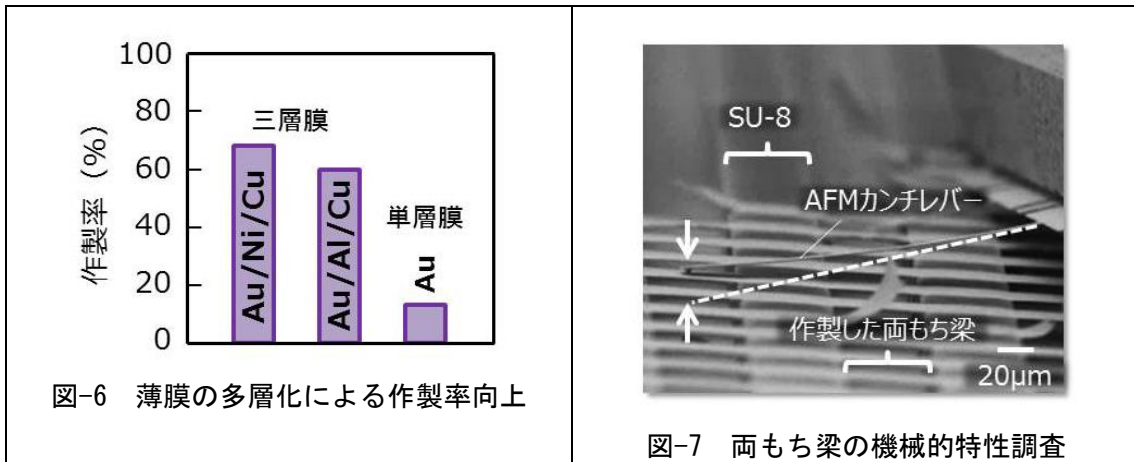 100
80
60
40
20
0
作製率 (%)
三層膜
単層膜
Au/Ni/Cu
Au/Al/Cu
Au
図-6 薄膜の多層化による作製率向上
SU-8
AFMカンチレバー
作製した両もち梁
20μm
図-7 両もち梁の機械的特性調査